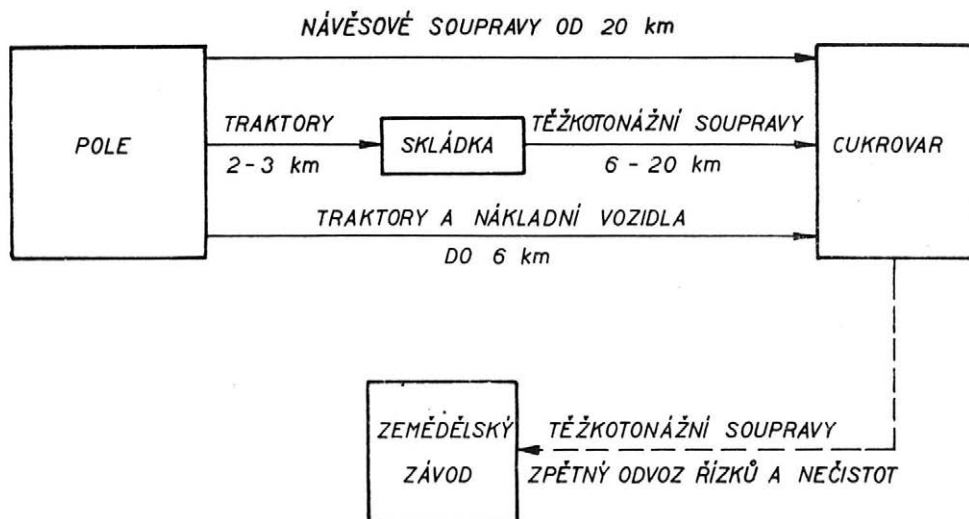 NÁVĚSOVÉ SOUPRAVY OD 20 km
POLE
TRAKTORY
2-3 km
SKLÁDKA
TĚŽKOTONÁŽNÍ SOUPRAVY
6 - 20 km
CUKROVAR
TRAKTORY A NÁKLADNÍ VOZIDLA
DO 6 km
ZEMĚDĚLSKÝ
ZÁVOD
TĚŽKOTONÁŽNÍ SOUPRAVY
ZPĚTNÝ ODVOZ ŘÍZKŮ A NEČISTOT